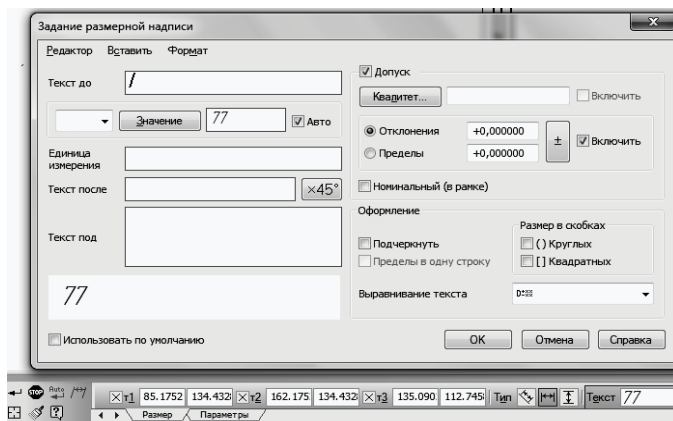 Задание размерной надписи
Редактор Вставить Формат
Текст до
Значение 77 Авто
Единица
измерения
Текст после ×45°
Текст под
77
Использовать по умолчанию
Допуск
Квалитет... Включить
Отклонения +0,000000 ± Включить
Пределы +0,000000
Номинальный (в рамке)
Оформление
Подчеркнуть
Пределы в одну строку
Размер в скобках
( ) Круглых
[ ] Квадратных
Выравнивание текста
OK Отмена Справка
STOP Auto т1 85.1752 134.432 т2 162.175 134.432 т3 135.090 112.745 Тип Текст 77
Размер Параметры